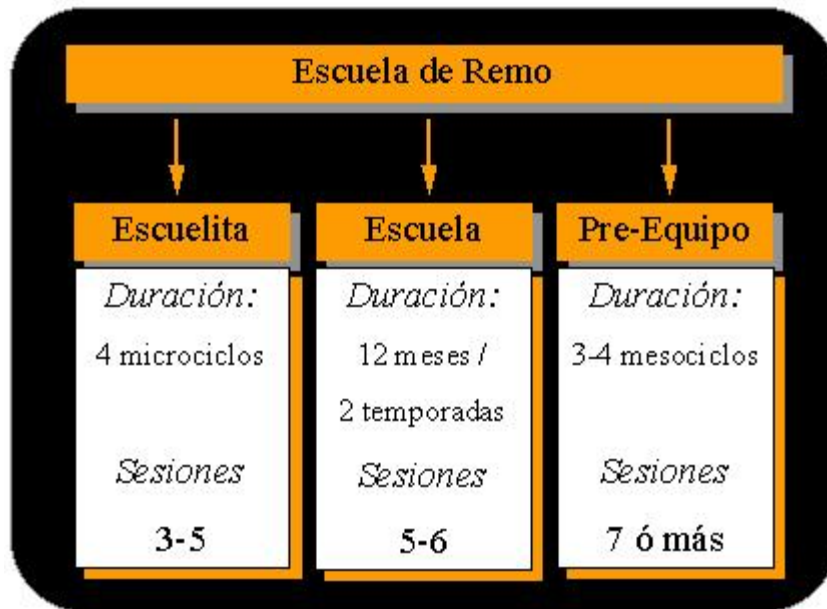 Escuela de Remo
Escuelita
Duración:
4 microciclos
Sesiones
3-5
Escuela
Duración:
12 meses /
2 temporadas
Sesiones
5-6
Pre-Equipo
Duración:
3-4 mesociclos
Sesiones
7 ó más